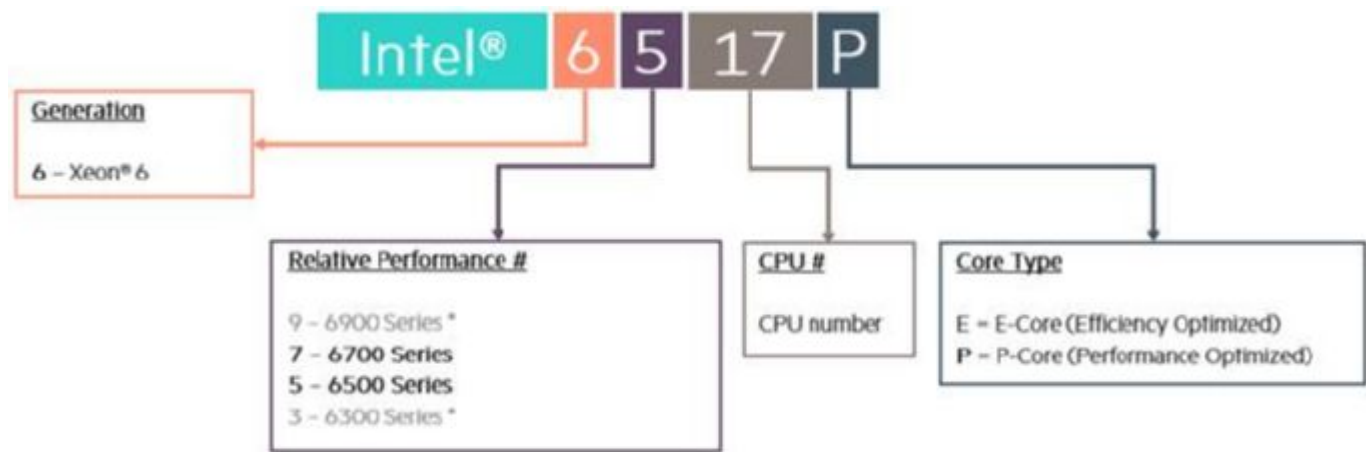 Intel® 6 5 17 P
Generation
6 – Xeon® 6
Relative Performance #
9 – 6900 Series *
7 – 6700 Series
5 – 6500 Series
3 – 6300 Series *
CPU #
CPU number
Core Type
E = E-Core (Efficiency Optimized)
P = P-Core (Performance Optimized)